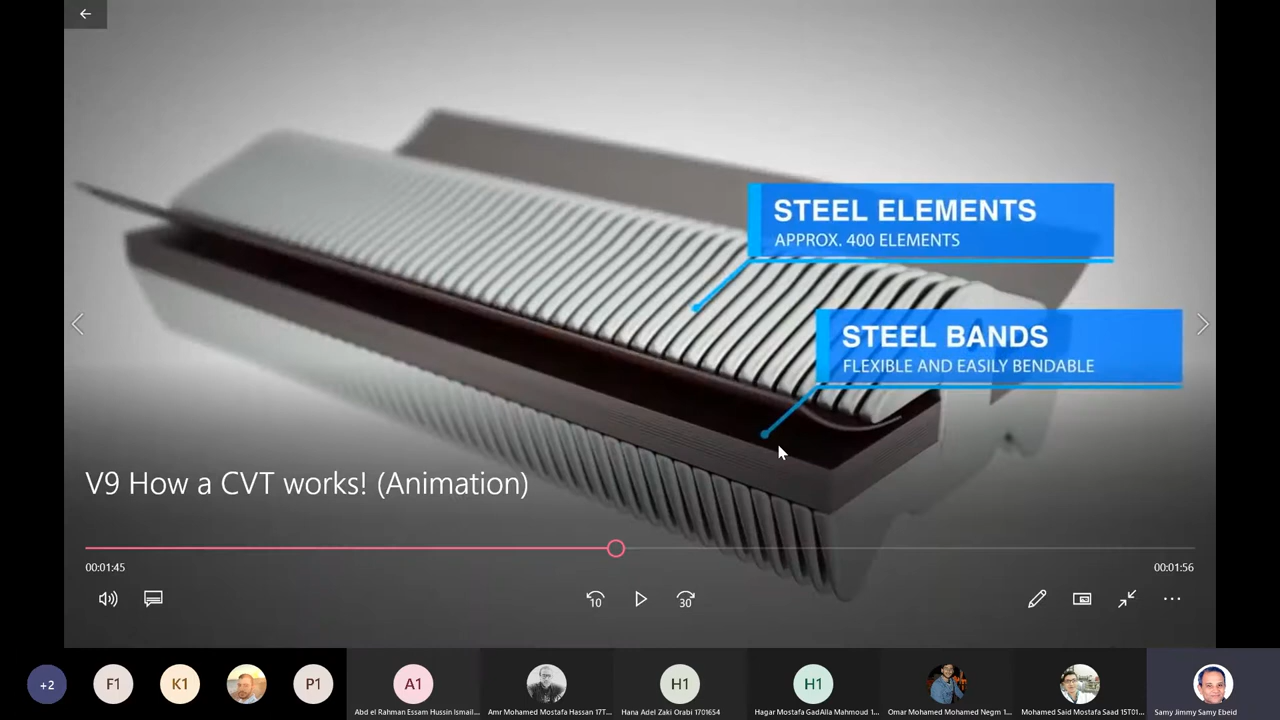 STEEL ELEMENTS
APPROX. 400 ELEMENTS
STEEL BANDS
FLEXIBLE AND EASILY BENDABLE
V9 How a CVT works! (Animation)
00:01:45
00:01:56
10
30
+2
F1
K1
P1
A1
H1
H1
Abd el Rahman Essam Hussin Ismail...
Amr Mohamed Mostafa Hassan 17T...
Hana Adel Zaki Orabi 1701654
Hagar Mostafa GadAlla Mahmoud 1...
Omar Mohamed Mohamed Negm 1...
Mohamed Said Mostafa Saad 15T01...
Samy Jimmy Samy Ebeid